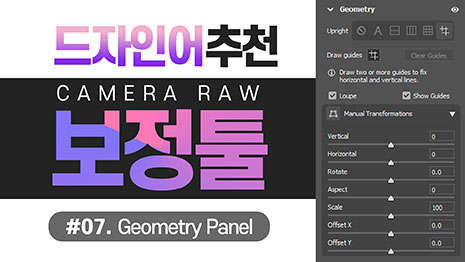 드자인어추천
CAMERA RAW
보정툴
#07. Geometry Panel
Geometry
Upright
Draw guides
Clear Guides
Draw two or more guides to fix
horizontal and vertical lines.
Loupe
Show Guides
Manual Transformations
Vertical 0
Horizontal 0
Rotate 0.0
Aspect 0
Scale 100
Offset X 0.0
Offset Y 0.0